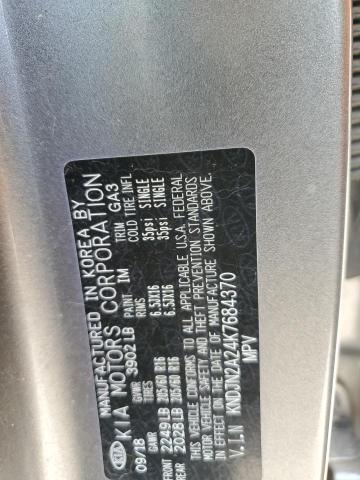 MANUFACTURED IN KOREA BY
KIA KIA MOTORS CORPORATION
09/18 GVWR 3902 LB PAINT IM TRIM GA3
GAWR TIRES RIMS COLD TIRE INFL
FRONT 2249LB 205/60 R16 6.5JX16 35psi SINGLE
REAR 2028LB 205/60 R16 6.5JX16 35psi SINGLE
THIS VEHICLE CONFORMS TO ALL APPLICABLE U.S.A. FEDERAL
MOTOR VEHICLE SAFETY AND THEFT PREVENTION STANDARDS
IN EFFECT ON THE DATE OF MANUFACTURE SHOWN ABOVE.
V.I.N KNDJN2A24K7684370
MPV